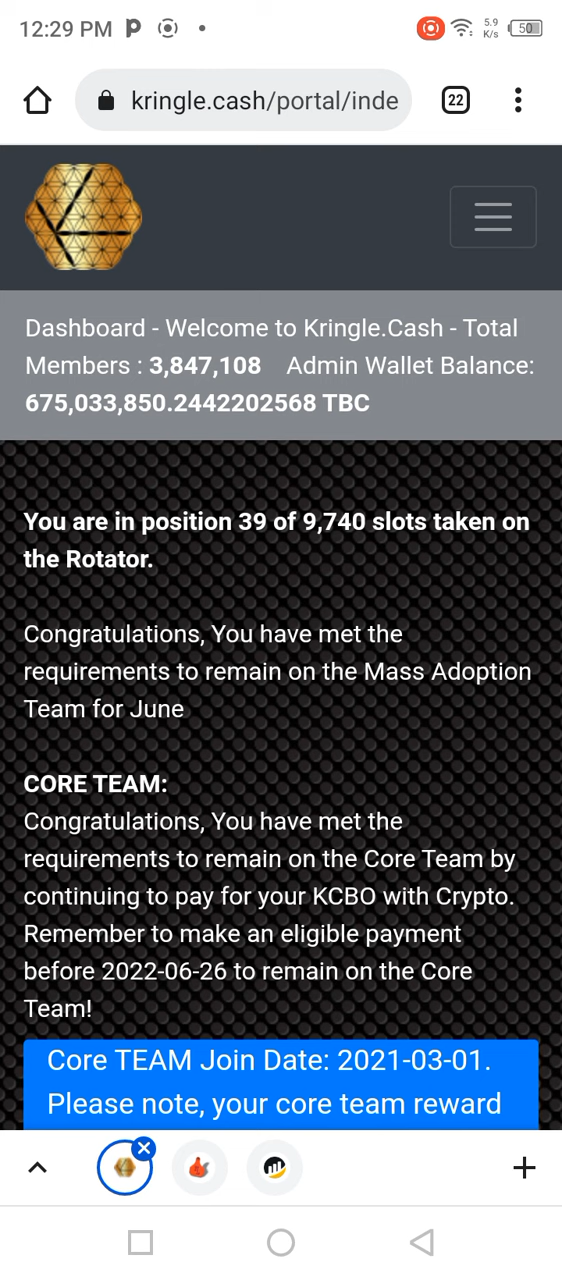 12:29 PM
5.9 K/s
50
kringle.cash/portal/inde
22
Dashboard - Welcome to Kringle.Cash - Total
Members : 3,847,108 Admin Wallet Balance:
675,033,850.2442202568 TBC
You are in position 39 of 9,740 slots taken on
the Rotator.
Congratulations, You have met the
requirements to remain on the Mass Adoption
Team for June
CORE TEAM:
Congratulations, You have met the
requirements to remain on the Core Team by
continuing to pay for your KCBO with Crypto.
Remember to make an eligible payment
before 2022-06-26 to remain on the Core
Team!
Core TEAM Join Date: 2021-03-01.
Please note, your core team reward